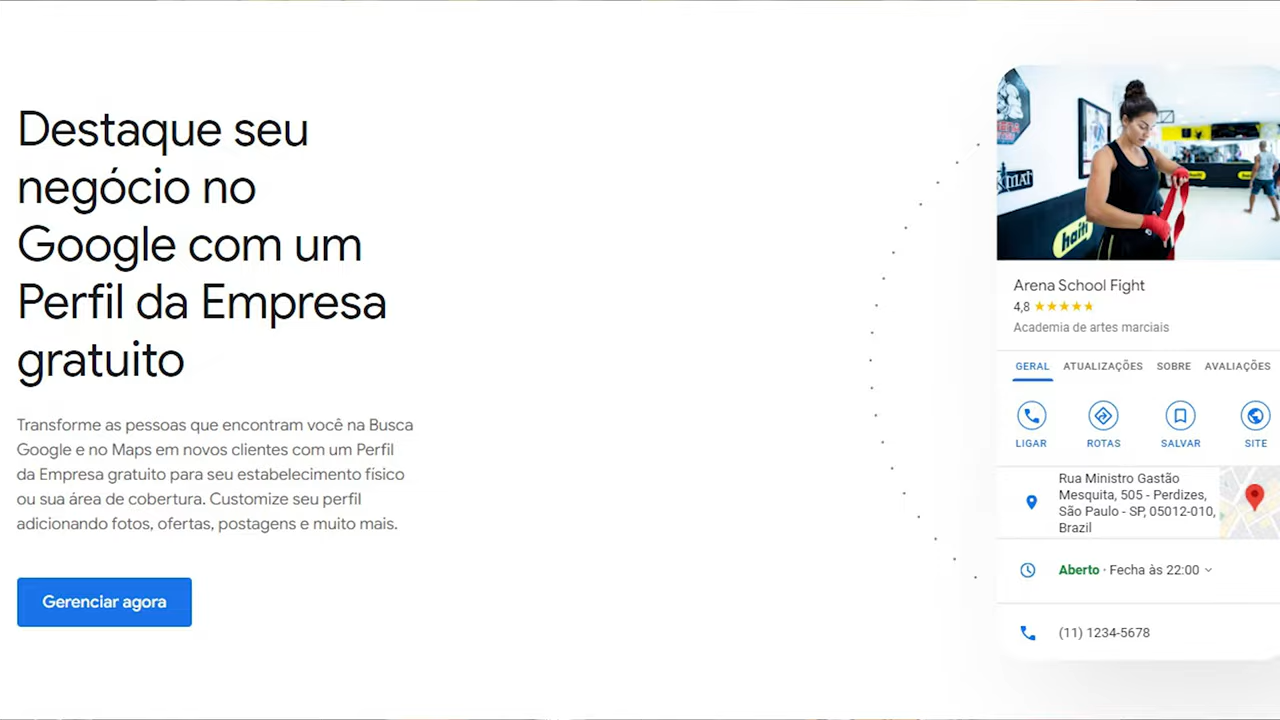 Destaque seu
negócio no
Google com um
Perfil da Empresa
gratuito
Transforme as pessoas que encontram você na Busca
Google e no Maps em novos clientes com um Perfil
da Empresa gratuito para seu estabelecimento físico
ou sua área de cobertura. Customize seu perfil
adicionando fotos, ofertas, postagens e muito mais.
Gerenciar agora
haiti
Arena School Fight
4,8
Academia de artes marciais
GERAL ATUALIZAÇÕES SOBRE AVALIAÇÕES
LIGAR ROTAS SALVAR SITE
Rua Ministro Gastão
Mesquita, 505 - Perdizes,
São Paulo - SP, 05012-010,
Brazil
Aberto · Fecha às 22:00
(11) 1234-5678